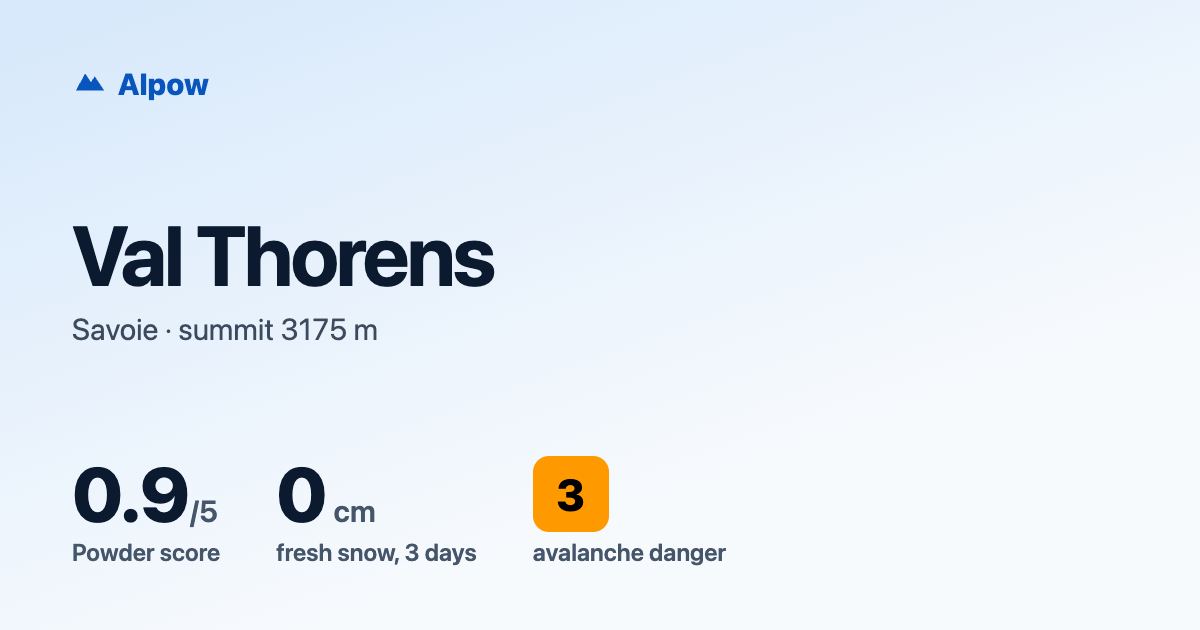 Alpow
Val Thorens
Savoie · summit 3175 m
0.9/5
Powder score
0 cm
fresh snow, 3 days
3
avalanche danger